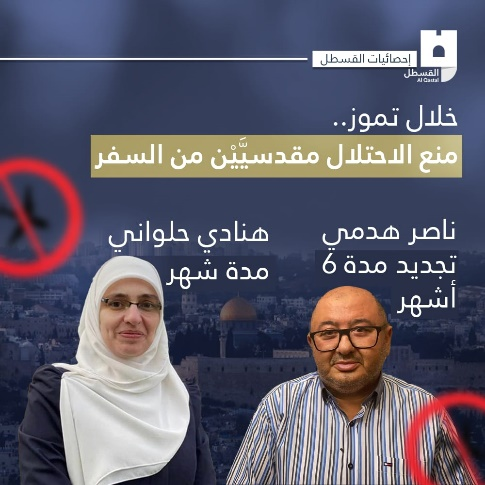 إحصائيات القسطل
القسطل
Al Qastal
خلال تموز..
منع الاحتلال مقدسيَّيْن من السفر
ناصر هدمي
تجديد مدة 6
أشهر
هنادي حلواني
مدة شهر